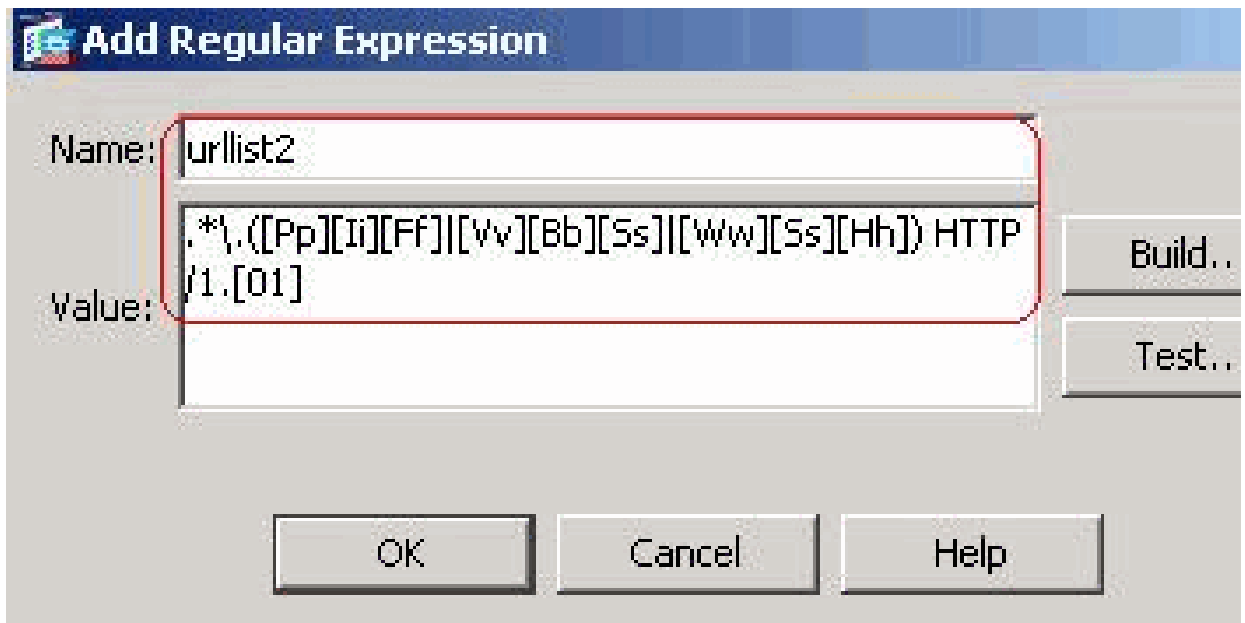 Add Regular Expression
Name: urllist2
.*\.([Pp][Ii][Ff]|[Vv][Bb][Ss]|[Ww][Ss][Hh]) HTTP
/1.[01]
Value:
Build..
Test..
OK Cancel Help